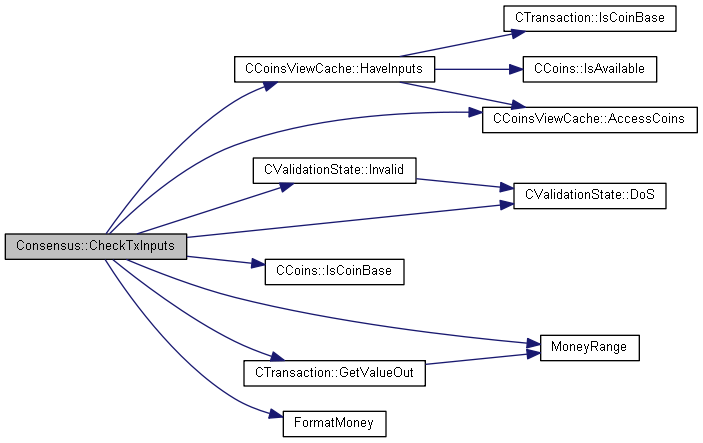 CTransaction::IsCoinBase
CCoinsViewCache::HaveInputs
CCoins::IsAvailable
CCoinsViewCache::AccessCoins
CValidationState::Invalid
CValidationState::DoS
Consensus::CheckTxInputs
CCoins::IsCoinBase
MoneyRange
CTransaction::GetValueOut
FormatMoney